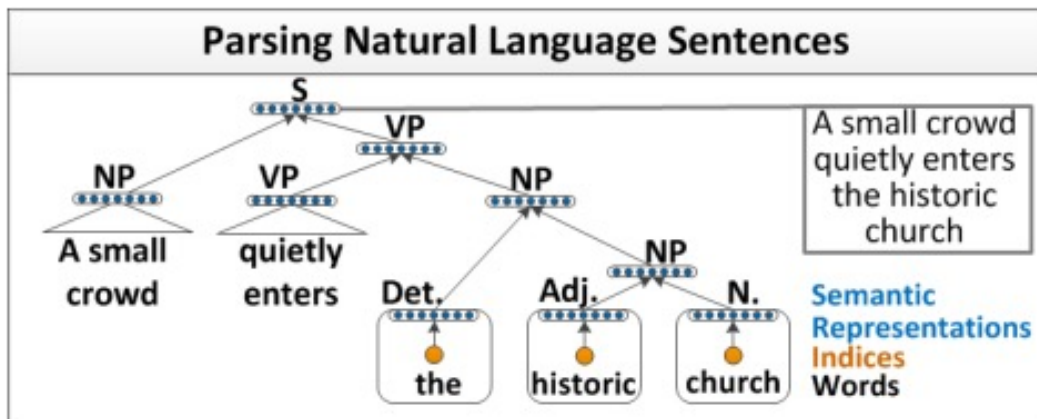 Parsing Natural Language Sentences
S
VP
NP
VP
NP
A small
crowd
quietly
enters
NP
Det.
Adj.
N.
the
historic
church
A small crowd
quietly enters
the historic
church
Semantic
Representations
Indices
Words